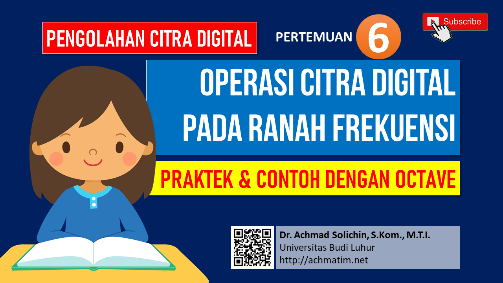 PENGOLAHAN CITRA DIGITAL
PERTEMUAN 6
Subscribe
OPERASI CITRA DIGITAL
PADA RANAH FREKUENSI
PRAKTEK & CONTOH DENGAN OCTAVE
Dr. Achmad Solichin, S.Kom., M.T.I.
Universitas Budi Luhur
http://achmatim.net